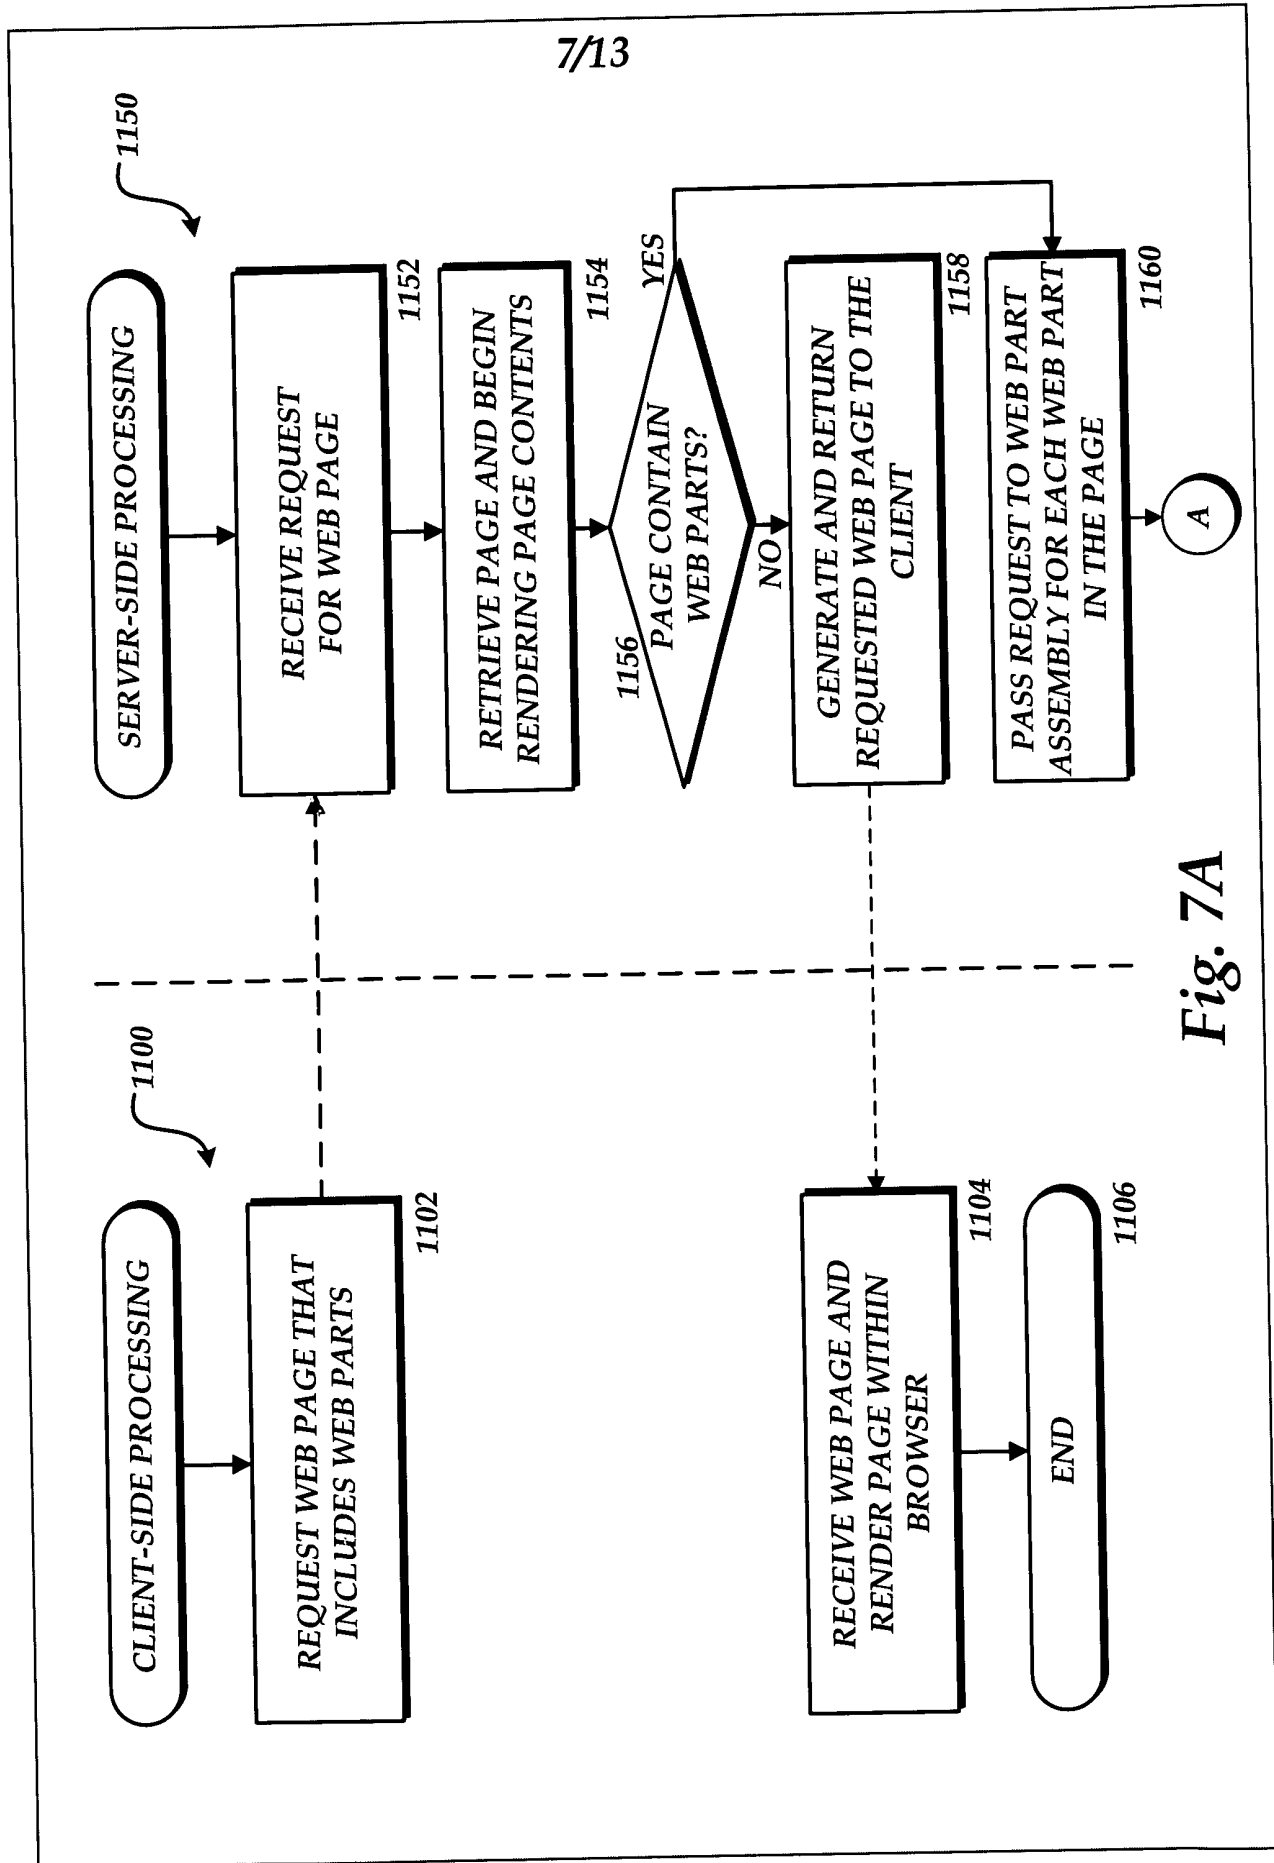 7/13
CLIENT-SIDE PROCESSING
1100
REQUEST WEB PAGE THAT
INCLUDES WEB PARTS
1102
RECEIVE WEB PAGE AND
RENDER PAGE WITHIN
BROWSER
1104
END
1106
SERVER-SIDE PROCESSING
1150
RECEIVE REQUEST
FOR WEB PAGE
1152
RETRIEVE PAGE AND BEGIN
RENDERING PAGE CONTENTS
1154
1156
PAGE CONTAIN
WEB PARTS?
YES
NO
GENERATE AND RETURN
REQUESTED WEB PAGE TO THE
CLIENT
1158
PASS REQUEST TO WEB PART
ASSEMBLY FOR EACH WEB PART
IN THE PAGE
1160
A
Fig. 7A